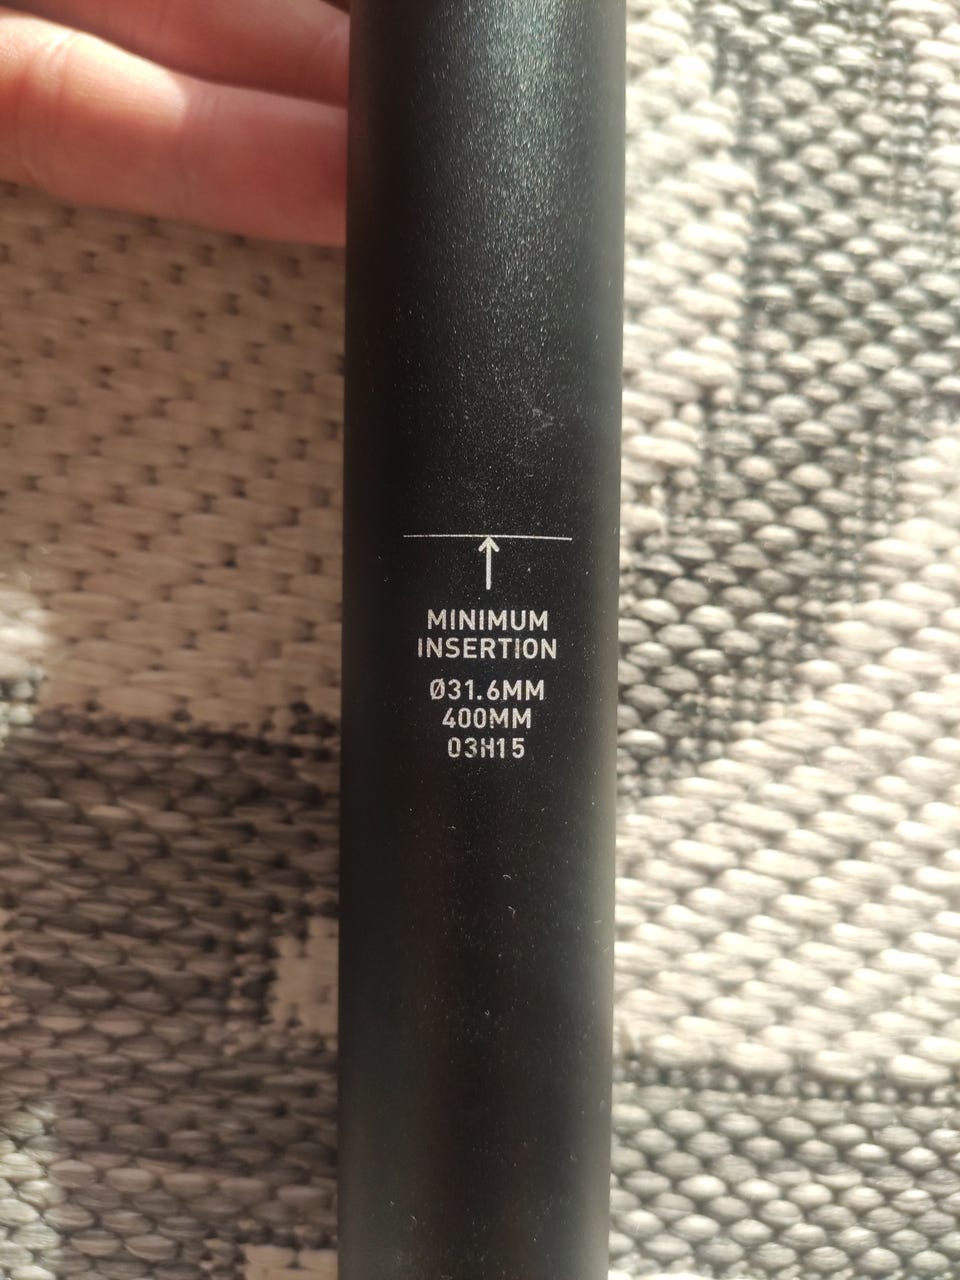 MINIMUM
INSERTION
Ø31.6MM
400MM
03H15